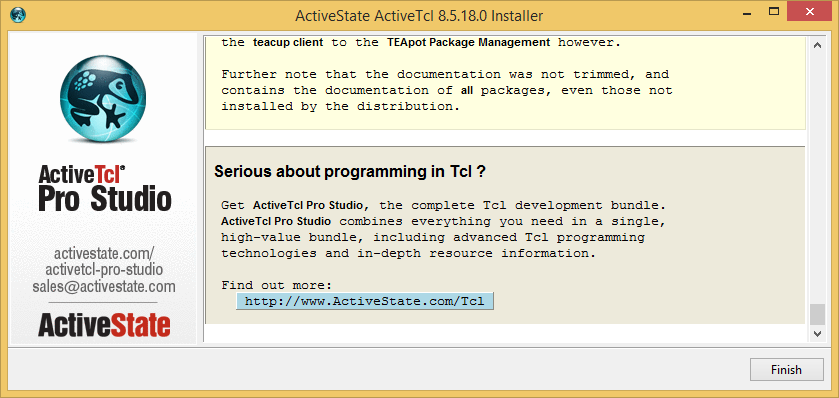 ActiveState ActiveTcl 8.5.18.0 Installer
the teacup client to the TEApot Package Management however.
Further note that the documentation was not trimmed, and
contains the documentation of all packages, even those not
installed by the distribution.
ActiveTcl®
Pro Studio
activestate.com/
activetcl-pro-studio
sales@activestate.com
ActiveState
Serious about programming in Tcl ?
Get ActiveTcl Pro Studio, the complete Tcl development bundle.
ActiveTcl Pro Studio combines everything you need in a single,
high-value bundle, including advanced Tcl programming
technologies and in-depth resource information.
Find out more:
http://www.ActiveState.com/Tcl
Finish